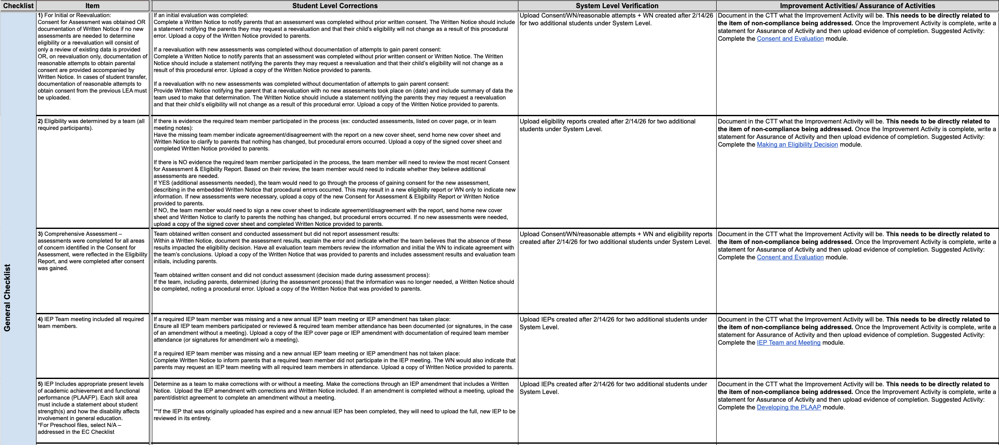 Checklist
Item
Student Level Corrections
System Level Verification
Improvement Activities/ Assurance of Activities
General Checklist
1) For Initial or Reevaluation:
Consent for Assessment was obtained OR
documentation of Written Notice if no new
assessments are needed to determine
eligibility or a reevaluation will consist of
only a review of existing data is provided
OR, on reevaluation only, documentation of
reasonable attempts to obtain parental
consent are provided accompanied by
Written Notice. In cases of student transfer,
documentation of reasonable attempts to
obtain consent from the previous LEA must
be uploaded.
If an initial evaluation was completed:
Complete a Written Notice to notify parents that an assessment was completed without prior written consent. The Written Notice should include
a statement notifying the parents they may request a reevaluation and that their child's eligibility will not change as a result of this procedural
error. Upload a copy of the Written Notice provided to parents.
If a reevaluation with new assessments was completed without documentation of attempts to gain parent consent:
Complete a Written Notice to notify parents that an assessment was completed without prior written consent or Written Notice. The Written
Notice should include a statement notifying the parents they may request a reevaluation and that their child's eligibility will not change as a
result of this procedural error. Upload a copy of the Written Notice provided to parents.
If a reevaluation with no new assessments was completed without documentation of attempts to gain parent consent:
Provide Written Notice notifying the parent that a reevaluation with no new assessments took place on (date) and include summary of data the
team used to make that determination. The Written Notice should include a statement notifying the parents they may request a reevaluation
and that their child's eligibility will not change as a result of this procedural error. Upload a copy of the Written Notice provided to parents.
Upload Consent/WN/reasonable attempts + WN created after 2/14/26
for two additional students under System Level.
Document in the CTT what the Improvement Activity will be. This needs to be directly related to
the item of non-compliance being addressed. Once the Improvement Activity is complete, write a
statement for Assurance of Activity and then upload evidence of completion. Suggested Activity:
Complete the Consent and Evaluation module.
2) Eligibility was determined by a team (all
required participants).
If there is evidence the required team member participated in the process (ex: conducted assessments, listed on cover page, or in team
meeting notes):
Have the missing team member indicate agreement/disagreement with the report on a new cover sheet, send home new cover sheet and
Written Notice to clarify to parents that nothing has changed, but procedural errors occurred. Upload a copy of the signed cover sheet and
completed Written Notice provided to parents.
If there is NO evidence the required team member participated in the process, the team member will need to review the most recent Consent
for Assessment & Eligibility Report. Based on their review, the team member would need to indicate whether they believe additional
assessments are needed.
If YES (additional assessments needed), the team would need to go through the process of gaining consent for the new assessment,
describing in the embedded Written Notice that procedural errors occurred. This may result in a new eligibility report or WN only to indicate new
information. If new assessments were necessary, upload a copy of the new Consent for Assessment & Eligibility Report or Written Notice
provided to parents.
If NO, the team member would need to sign a new cover sheet to indicate agreement/disagreement with the report, send home new cover
sheet and Written Notice to clarify to parents the nothing has changed, but procedural errors occurred. If no new assessments were needed,
upload a copy of the signed cover sheet and completed Written Notice provided to parents.
Upload eligibility reports created after 2/14/26 for two additional
students under System Level.
Document in the CTT what the Improvement Activity will be. This needs to be directly related to
the item of non-compliance being addressed. Once the Improvement Activity is complete, write a
statement for Assurance of Activity and then upload evidence of completion. Suggested Activity:
Complete the Making an Eligibility Decision module.
3) Comprehensive Assessment –
assessments were completed for all areas
of concern identified in the Consent for
Assessment, were reflected in the Eligibility
Report, and were completed after consent
was gained.
Team obtained written consent and conducted assessment but did not report assessment results:
Within a Written Notice, document the assessment results, explain the error and indicate whether the team believes that the absence of these
results impacted the eligibility decision. Have all evaluation team members review the information and initial the WN to indicate agreement with
the team's conclusions. Upload a copy of the Written Notice that was provided to parents and includes assessment results and evaluation team
initials, including parents.
Team obtained written consent and did not conduct assessment (decision made during assessment process):
If the team, including parents, determined (during the assessment process) that the information was no longer needed, a Written Notice should
be completed, noting a procedural error. Upload a copy of the Written Notice that was provided to parents.
Upload Consent/WN/reasonable attempts + WN and eligibility reports
created after 2/14/26 for two additional students under System Level.
Document in the CTT what the Improvement Activity will be. This needs to be directly related to
the item of non-compliance being addressed. Once the Improvement Activity is complete, write a
statement for Assurance of Activity and then upload evidence of completion. Suggested Activity:
Complete the Consent and Evaluation module.
4) IEP Team meeting included all required
team members.
If a required IEP team member was missing and a new annual IEP team meeting or IEP amendment has taken place:
Ensure all IEP team members participated or reviewed & required team member attendance has been documented (or signatures, in the case
of an amendment without a meeting). Upload a copy of the IEP cover page or IEP amendment with documentation of required team member
attendance (or signatures for amendment w/o a meeting).
If a required IEP team member was missing and a new annual IEP team meeting or IEP amendment has not taken place:
Complete Written Notice to inform parents that a required team member did not participate in the IEP meeting. The WN would also indicate that
parents may request an IEP team meeting with all required team members in attendance. Upload a copy of Written Notice provided to parents.
Upload IEPs created after 2/14/26 for two additional students under
System Level.
Document in the CTT what the Improvement Activity will be. This needs to be directly related to
the item of non-compliance being addressed. Once the Improvement Activity is complete, write a
statement for Assurance of Activity and then upload evidence of completion. Suggested Activity:
Complete the IEP Team and Meeting module.
5) IEP Includes appropriate present levels
of academic achievement and functional
performance (PLAAFP). Each skill area
must include a statement about student
strength(s) and how the disability affects
involvement in general education.
*For Preschool files, select N/A –
addressed in the EC Checklist
Determine as a team to make corrections with or without a meeting. Make the corrections through an IEP amendment that includes a Written
Notice.  Upload the IEP amendment with corrections and Written Notice included. If an amendment is completed without a meeting, upload the
parent/district agreement to complete an amendment without a meeting.
**If the IEP that was originally uploaded has expired and a new annual IEP has been completed, they will need to upload the full, new IEP to be
reviewed in its entirety.
Upload IEPs created after 2/14/26 for two additional students under
System Level.
Document in the CTT what the Improvement Activity will be. This needs to be directly related to
the item of non-compliance being addressed. Once the Improvement Activity is complete, write a
statement for Assurance of Activity and then upload evidence of completion. Suggested Activity:
Complete the Developing the PLAAP module.